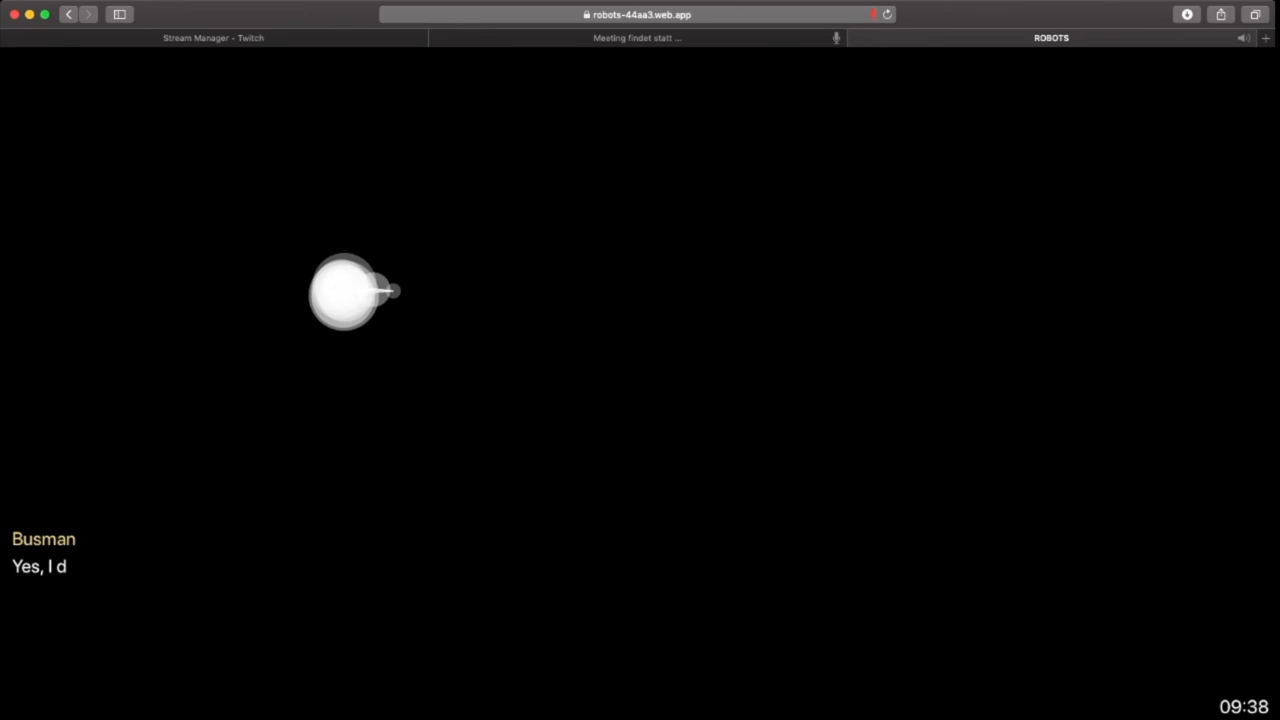 robots-44aa3.web.app
Stream Manager - Twitch
Meeting findet statt ...
ROBOTS
Busman
Yes, I d
09:38